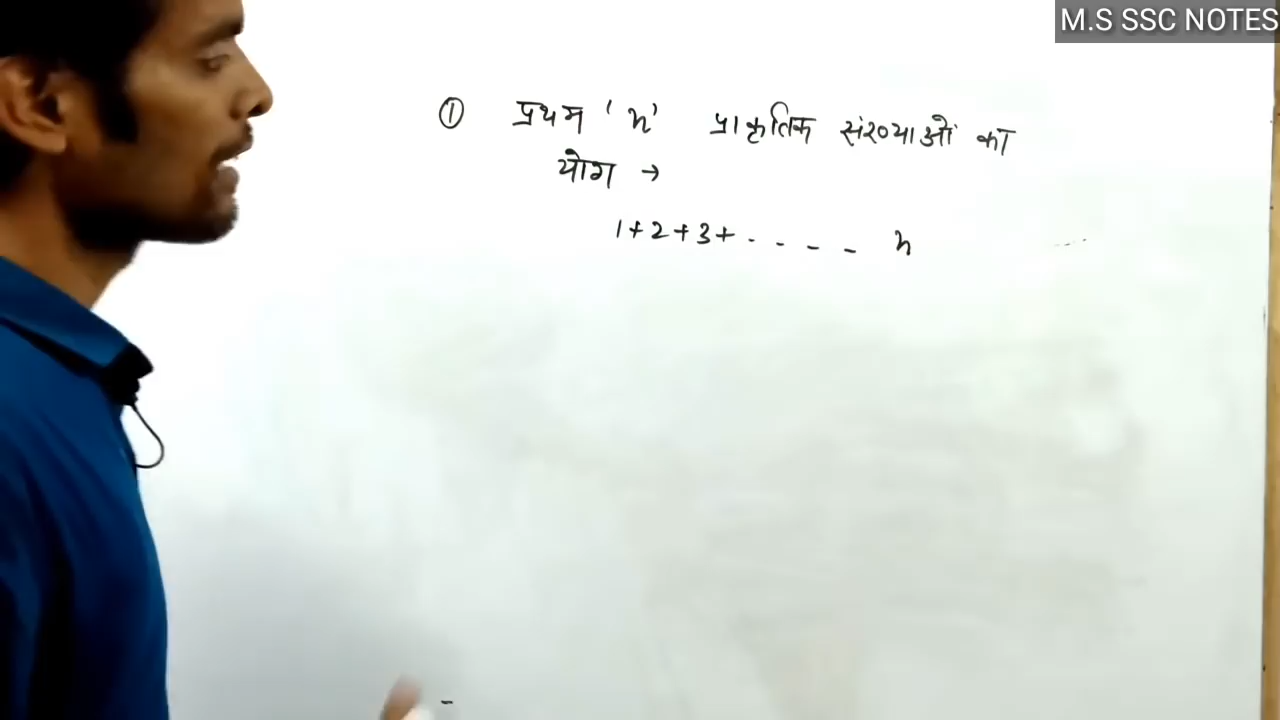 M.S SSC NOTES
① प्रथम 'n' प्राकृतिक संख्याओं का
योग →
1+2+3+ - - - - n